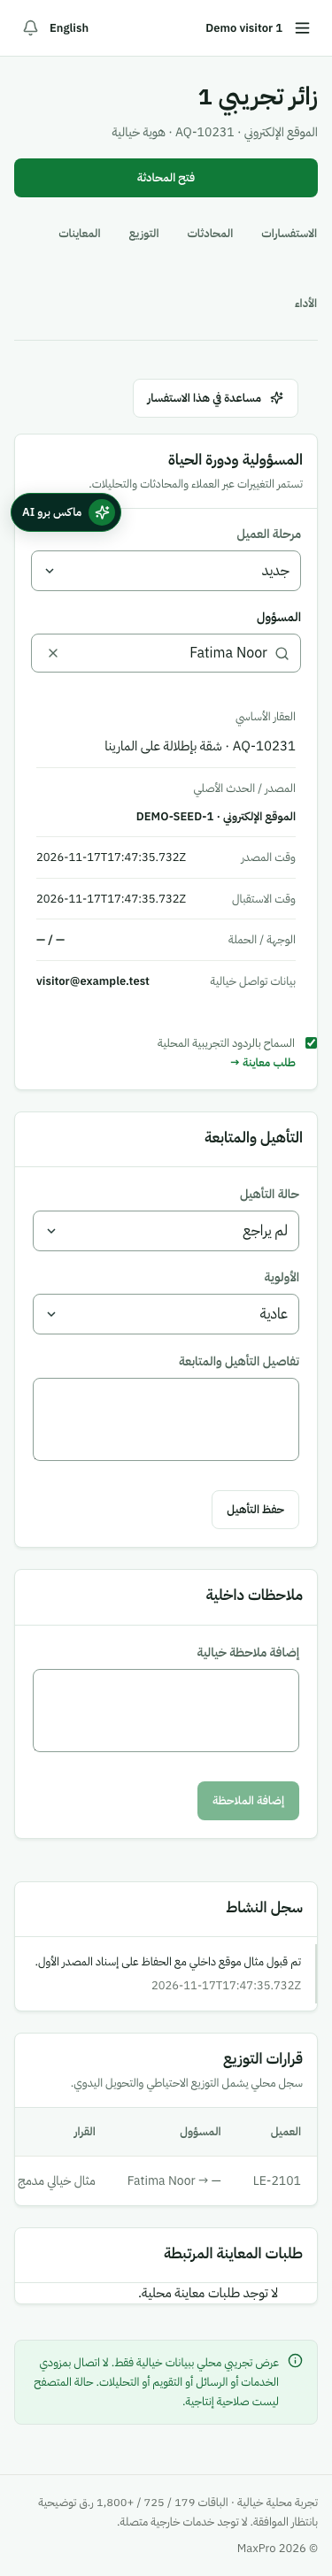 Demo visitor 1
English
زائر تجريبي 1
الموقع الإلكتروني · AQ-10231 · هوية خيالية
فتح المحادثة
الاستفسارات
المحادثات
التوزيع
المعاينات
الأداء
مساعدة في هذا الاستفسار
المسؤولية ودورة الحياة
تستمر التغييرات عبر العملاء والمحادثات والتحليلات.
ماكس برو AI
مرحلة العميل
جديد
المسؤول
Fatima Noor
العقار الأساسي
AQ-10231 · شقة بإطلالة على المارينا
المصدر / الحدث الأصلي
الموقع الإلكتروني · DEMO-SEED-1
وقت المصدر 2026-11-17T17:47:35.732Z
وقت الاستقبال 2026-11-17T17:47:35.732Z
الوجهة / الحملة — / —
بيانات تواصل خيالية visitor@example.test
السماح بالردود التجريبية المحلية
طلب معاينة →
التأهيل والمتابعة
حالة التأهيل
لم يراجع
الأولوية
عادية
تفاصيل التأهيل والمتابعة
حفظ التأهيل
ملاحظات داخلية
إضافة ملاحظة خيالية
إضافة الملاحظة
سجل النشاط
تم قبول مثال موقع داخلي مع الحفاظ على إسناد المصدر الأول.
2026-11-17T17:47:35.732Z
قرارات التوزيع
سجل محلي يشمل التوزيع الاحتياطي والتحويل اليدوي.
العميل المسؤول القرار
LE-2101 — → Fatima Noor مثال خيالي مدمج
طلبات المعاينة المرتبطة
لا توجد طلبات معاينة محلية.
عرض تجريبي محلي ببيانات خيالية فقط. لا اتصال بمزودي
الخدمات أو الرسائل أو التقويم أو التحليلات. حالة المتصفح
ليست صلاحية إنتاجية.
تجربة محلية خيالية · الباقات 179 / 725 / +1,800 ر.ق توضيحية
بانتظار الموافقة. لا توجد خدمات خارجية متصلة.
© 2026 MaxPro